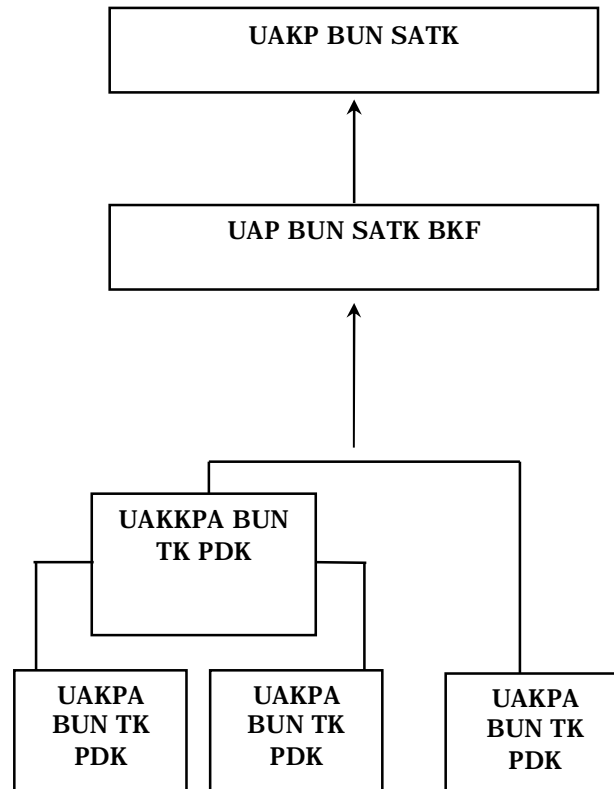 UAKP BUN SATK
UAP BUN SATK BKF
UAKKPA BUN
TK PDK
UAKPA
BUN TK
PDK
UAKPA
BUN TK
PDK
UAKPA
BUN TK
PDK